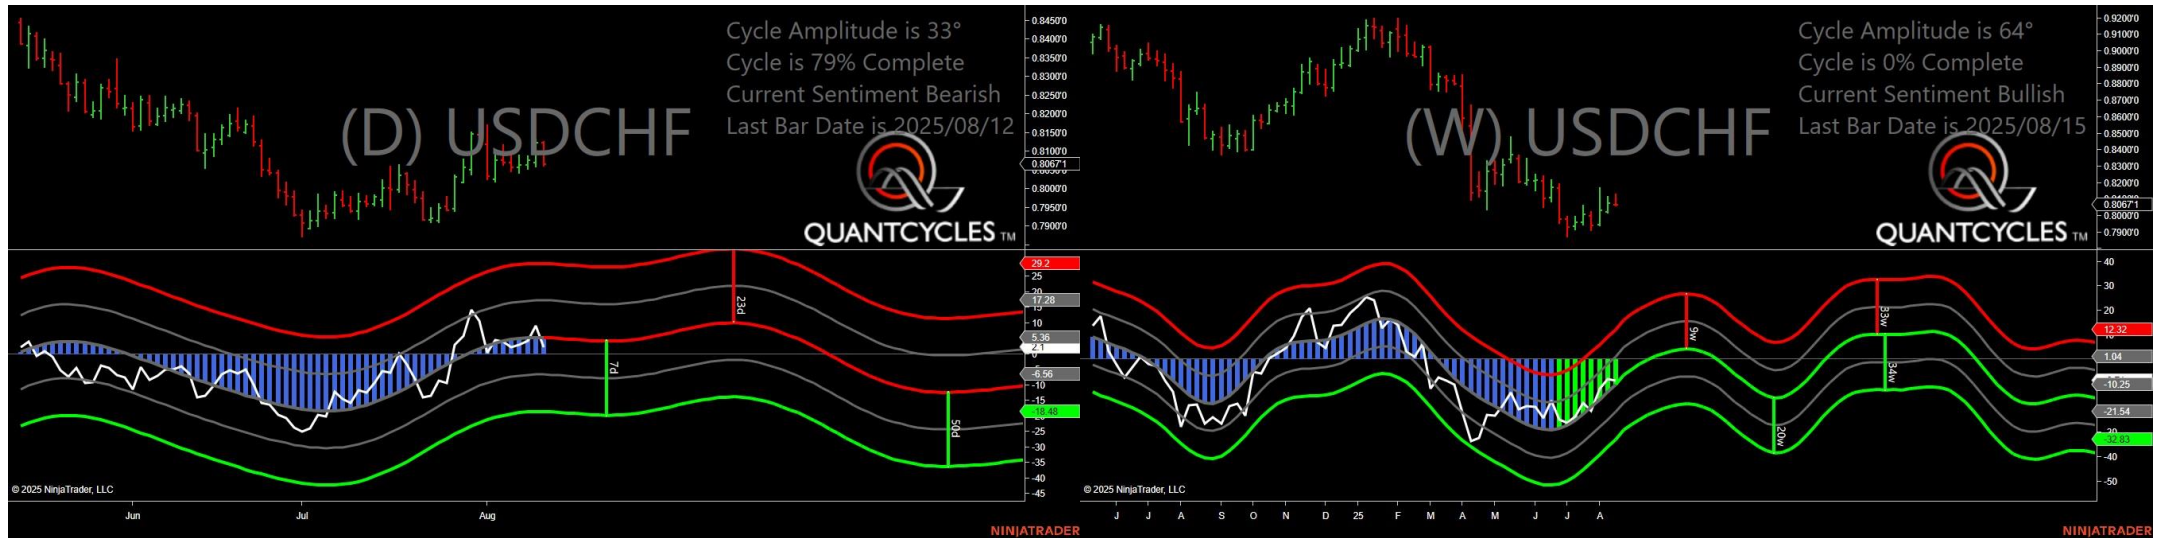 Cycle Amplitude is 33°
Cycle is 79% Complete
Current Sentiment Bearish
Last Bar Date is 2025/08/12
(D) USDCHF
QUANTCYCLES TM
0.8450'0
0.8400'0
0.8350'0
0.8300'0
0.8250'0
0.8200'0
0.8150'0
0.8100'0
0.8067'1
0.8000'0
0.7950'0
0.7900'0
29.2
25
20
17.28
15
10
5.36
2.1
-6.56
-10
-15
-18.48
-25
-30
-35
-40
-45
7d
23d
50d
© 2025 NinjaTrader, LLC
Jun
Jul
Aug
NINJATRADER
Cycle Amplitude is 64°
Cycle is 0% Complete
Current Sentiment Bullish
Last Bar Date is 2025/08/15
(W) USDCHF
QUANTCYCLES TM
0.9200'0
0.9100'0
0.9000'0
0.8900'0
0.8800'0
0.8700'0
0.8600'0
0.8500'0
0.8400'0
0.8300'0
0.8200'0
0.8067'1
0.8000'0
0.7900'0
40
30
20
12.32
1.04
-10.25
-21.54
-32.83
-40
-50
9w
20w
33w
34w
© 2025 NinjaTrader, LLC
J
J
A
S
O
N
D
25
F
M
A
M
J
J
A
NINJATRADER